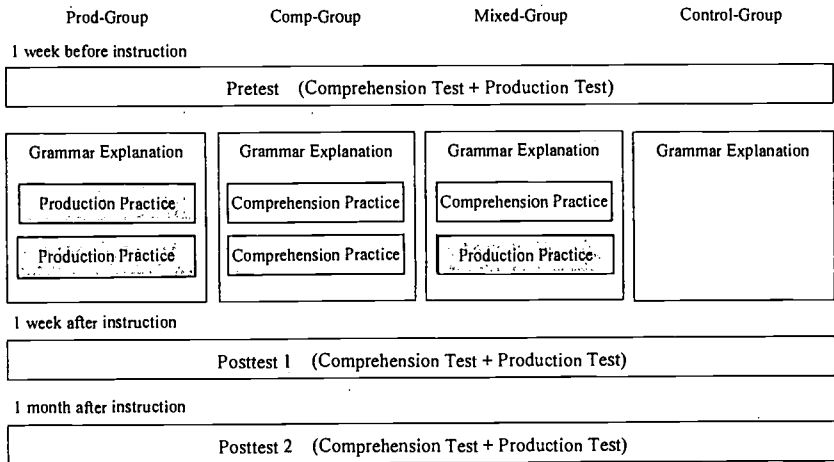 Prod-Group Comp-Group Mixed-Group Control-Group
1 week before instruction
Pretest (Comprehension Test + Production Test)
Grammar Explanation Grammar Explanation Grammar Explanation Grammar Explanation
Production Practice Comprehension Practice Comprehension Practice
Production Practice Comprehension Practice Production Practice
1 week after instruction
Posttest 1 (Comprehension Test + Production Test)
1 month after instruction
Posttest 2 (Comprehension Test + Production Test)